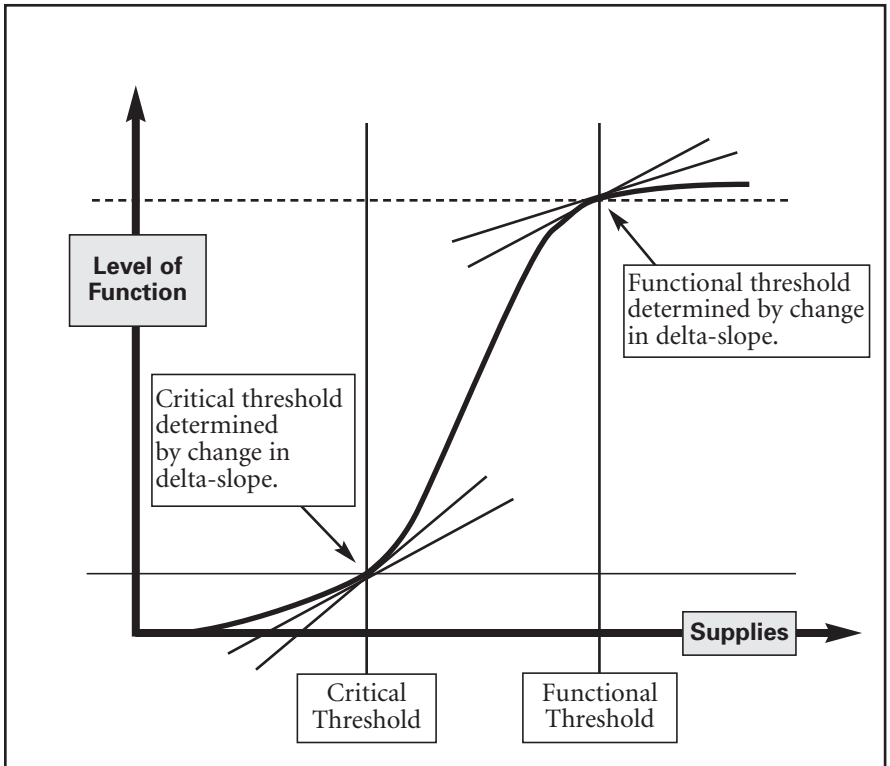 Level of
Function
Functional threshold
determined by change
in delta-slope.
Critical threshold
determined
by change in
delta-slope.
Supplies
Critical
Threshold
Functional
Threshold